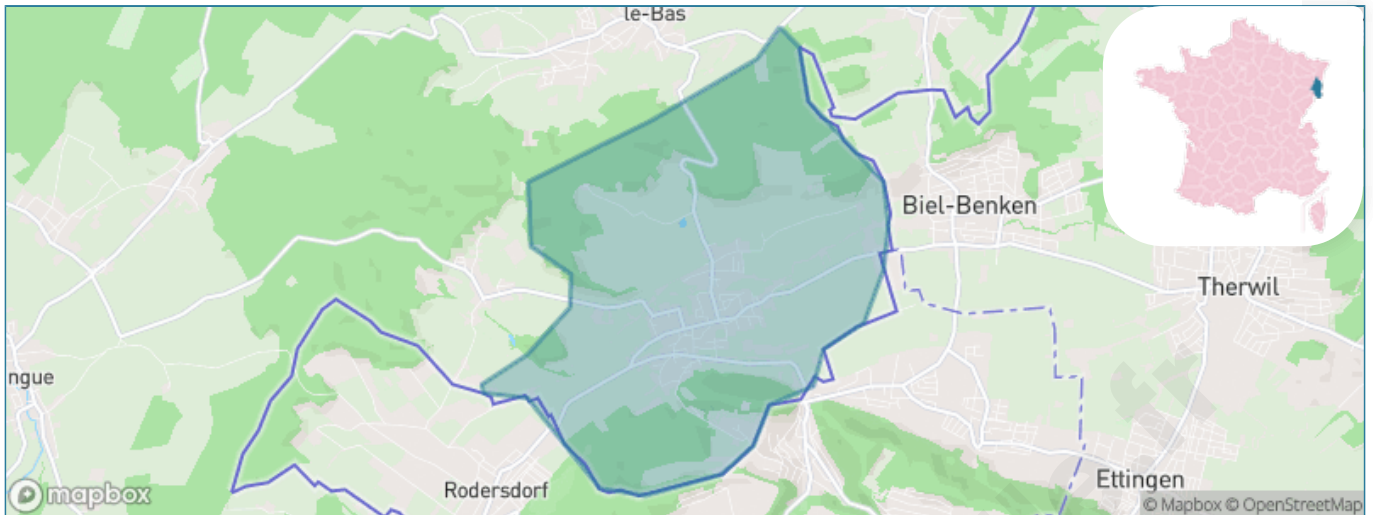 le-Bas
Biel-Benken
Therwil
ngue
Rodersdorf
Ettingen
mapbox
© Mapbox © OpenStreetMap